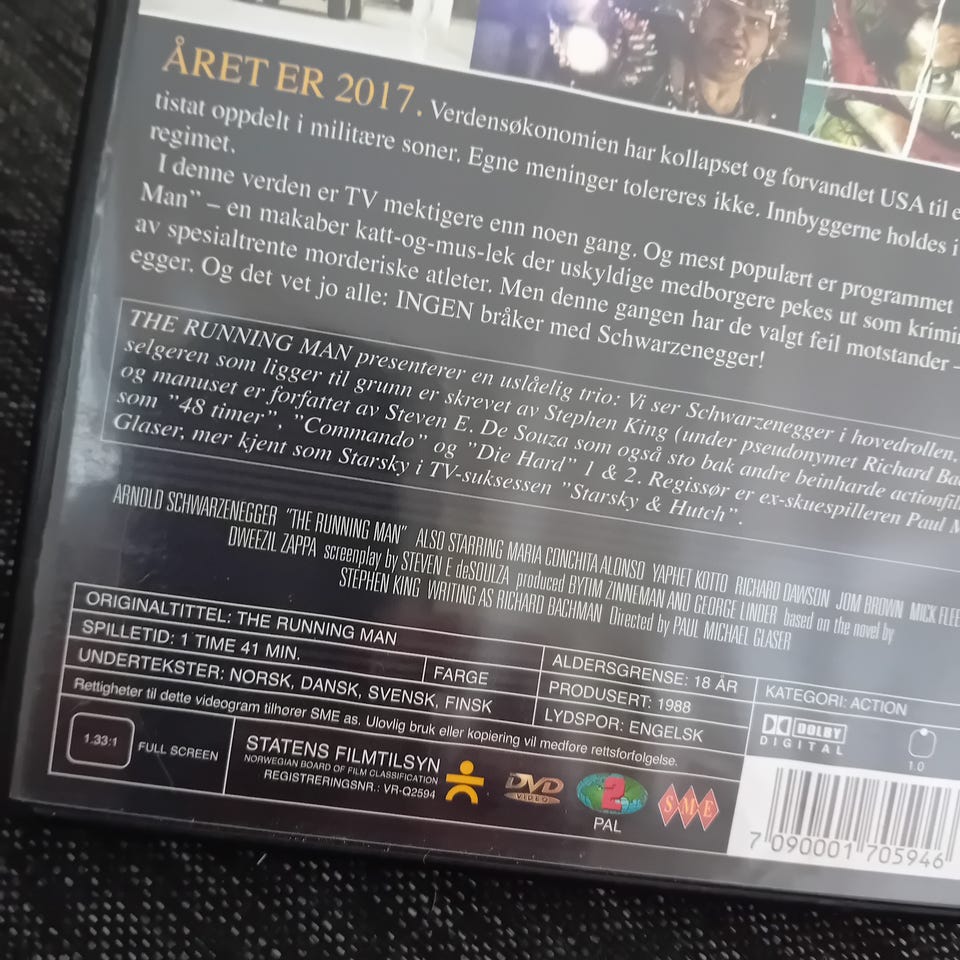 ÅRET ER 2017. Verdensøkonomien har kollapset og forvandlet USA til e
tistat oppdelt i militære soner. Egne meninger tolereres ikke. Innbyggerne holdes i
regimet.
I denne verden er TV mektigere enn noen gang. Og mest populært er programmet
Man" – en makaber katt-og-mus-lek der uskyldige medborgere pekes ut som krimin
av spesialtrente morderiske atleter. Men denne gangen har de valgt feil motstander –
egger. Og det vet jo alle: INGEN bråker med Schwarzenegger!
THE RUNNING MAN presenterer en uslåelig trio: Vi ser Schwarzenegger i hovedrollen,
selgeren som ligger til grunn er skrevet av Stephen King (under pseudonymet Richard Ba
og manuset er forfattet av Steven E. De Souza som også sto bak andre beinharde actionfil
som "48 timer", "Commando" og "Die Hard" 1 & 2. Regissør er ex-skuespilleren Paul M
Glaser, mer kjent som Starsky i TV-suksessen "Starsky & Hutch".
ARNOLD SCHWARZENEGGER "THE RUNNING MAN" ALSO STARRING MARIA CONCHITA ALONSO YAPHET KOTTO RICHARD DAWSON JOM BROWN MICK FLEE
DWEEZIL ZAPPA screenplay by STEVEN E deSOULZA produced BYTIM ZINNEMAN AND GEORGE LINDER based on the novel by
STEPHEN KING WRITING AS RICHARD BACHMAN Directed by PAUL MICHAEL GLASER
ORIGINALTITTEL: THE RUNNING MAN
SPILLETID: 1 TIME 41 MIN.
FARGE
UNDERTEKSTER: NORSK, DANSK, SVENSK, FINSK
ALDERSGRENSE: 18 ÅR
PRODUSERT: 1988
LYDSPOR: ENGELSK
KATEGORI: ACTION
DOLBY
DIGITAL
1.0
Rettigheter til dette videogram tilhører SME as. Ulovlig bruk eller kopiering vil medføre rettsforfølgelse.
1.33:1
FULL SCREEN
STATENS FILMTILSYN
NORWEGIAN BOARD OF FILM CLASSIFICATION
REGISTRERINGSNR.: VR-Q2594
DVD
VIDEO
2
PAL
SME
7 090001 705946